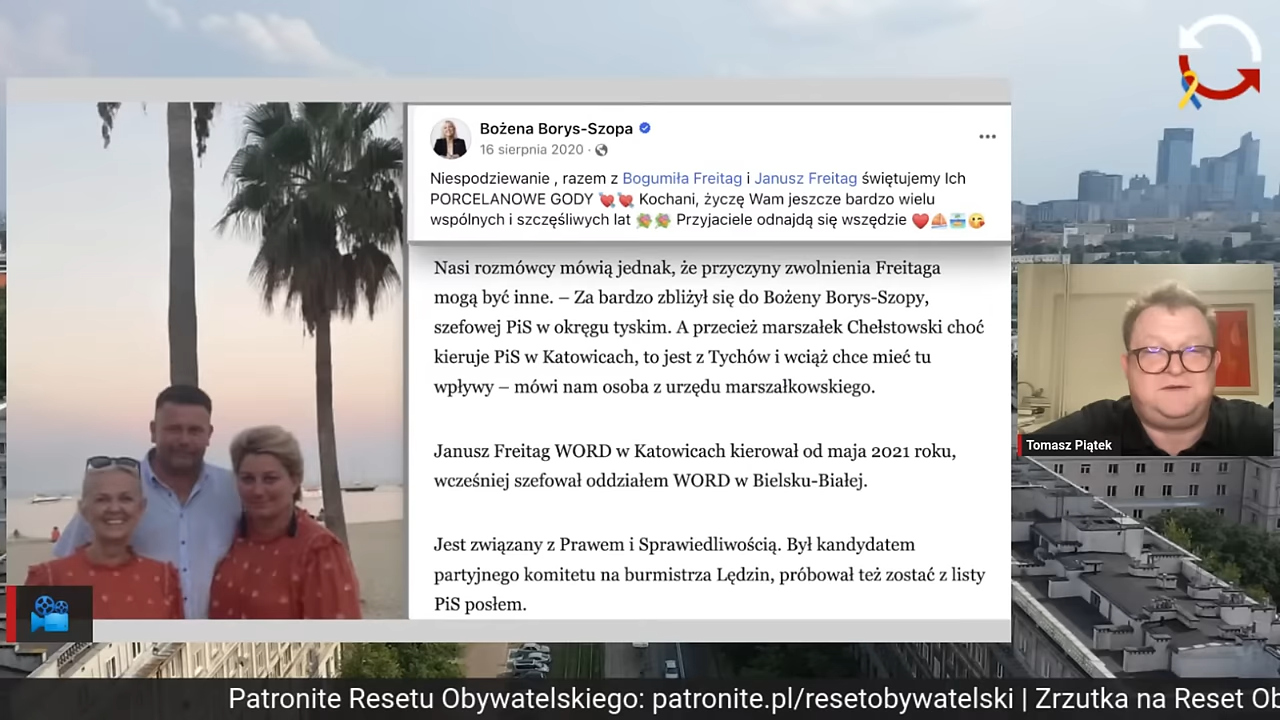 Bożena Borys-Szopa
16 sierpnia 2020 ·
Niespodziewanie , razem z Bogumiła Freitag i Janusz Freitag świętujemy Ich
PORCELANOWE GODY 💘💘 Kochani, życzę Wam jeszcze bardzo wielu
wspólnych i szczęśliwych lat 💐💐 Przyjaciele odnajdą się wszędzie ❤️⛵🏝️😘
Nasi rozmówcy mówią jednak, że przyczyny zwolnienia Freitaga
mogą być inne. – Za bardzo zbliżył się do Bożeny Borys-Szopy,
szefowej PiS w okręgu tyskim. A przecież marszałek Chełstowski choć
kieruje PiS w Katowicach, to jest z Tychów i wciąż chce mieć tu
wpływy – mówi nam osoba z urzędu marszałkowskiego.
Janusz Freitag WORD w Katowicach kierował od maja 2021 roku,
wcześniej szefował oddziałem WORD w Bielsku-Białej.
Jest związany z Prawem i Sprawiedliwością. Był kandydatem
partyjnego komitetu na burmistrza Lędzin, próbował też zostać z listy
PiS posłem.
Tomasz Piątek
Patronite Resetu Obywatelskiego: patronite.pl/resetobywatelski | Zrzutka na Reset Ob